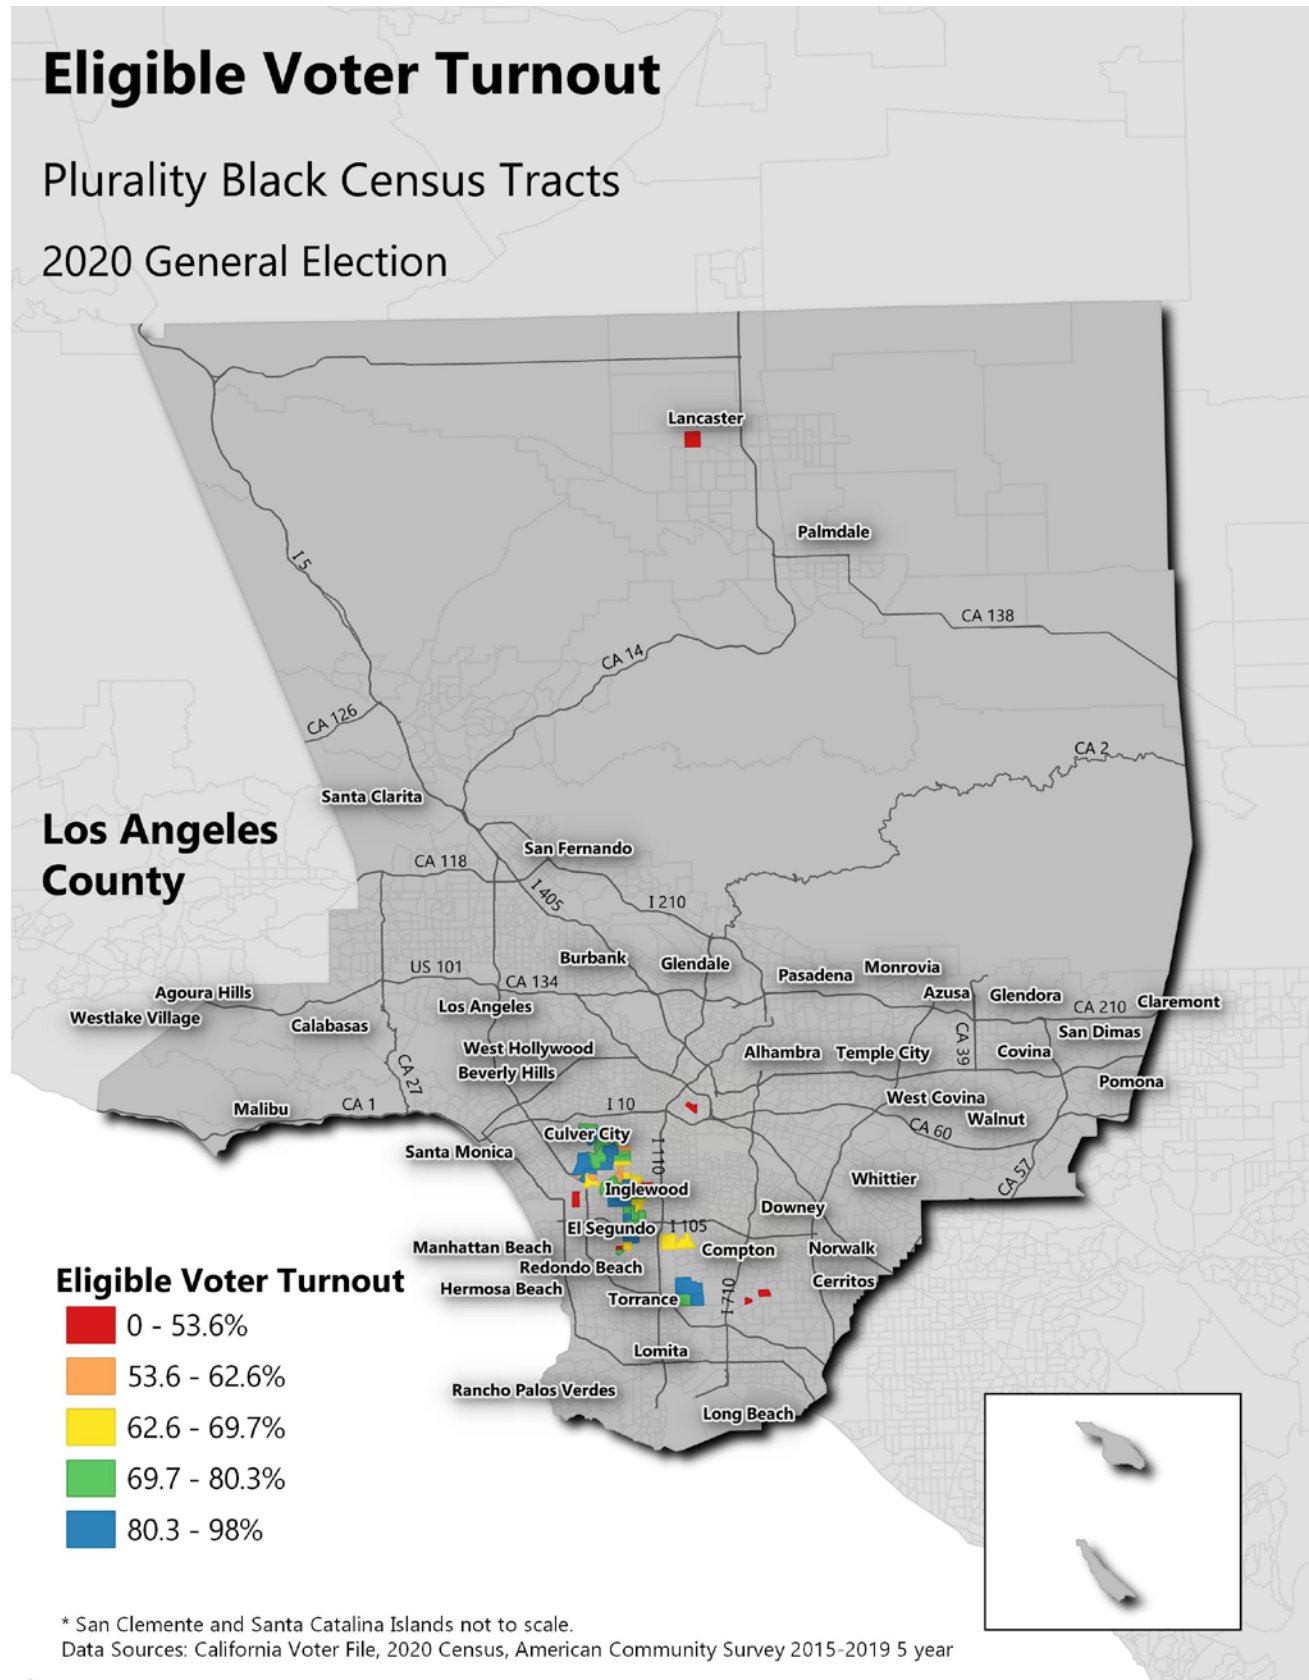 Eligible Voter Turnout
Plurality Black Census Tracts
2020 General Election
Lancaster
Palmdale
I 5
CA 138
CA 14
CA 126
CA 2
Santa Clarita
Los Angeles
County
San Fernando
CA 118
I 405
I 210
Burbank
Glendale
Pasadena
Monrovia
US 101
CA 134
Agoura Hills
Azusa
Glendora
CA 210
Claremont
Westlake Village
Calabasas
Los Angeles
San Dimas
West Hollywood
Alhambra
Temple City
CA 39
Covina
Beverly Hills
CA 27
Pomona
Malibu
CA 1
I 10
West Covina
Walnut
Culver City
CA 60
Santa Monica
I 110
Whittier
CA 57
Inglewood
Downey
El Segundo
I 105
Manhattan Beach
Compton
Norwalk
Redondo Beach
Cerritos
Hermosa Beach
Torrance
I 710
Lomita
Rancho Palos Verdes
Long Beach
Eligible Voter Turnout
0 - 53.6%
53.6 - 62.6%
62.6 - 69.7%
69.7 - 80.3%
80.3 - 98%
* San Clemente and Santa Catalina Islands not to scale.
Data Sources: California Voter File, 2020 Census, American Community Survey 2015-2019 5 year